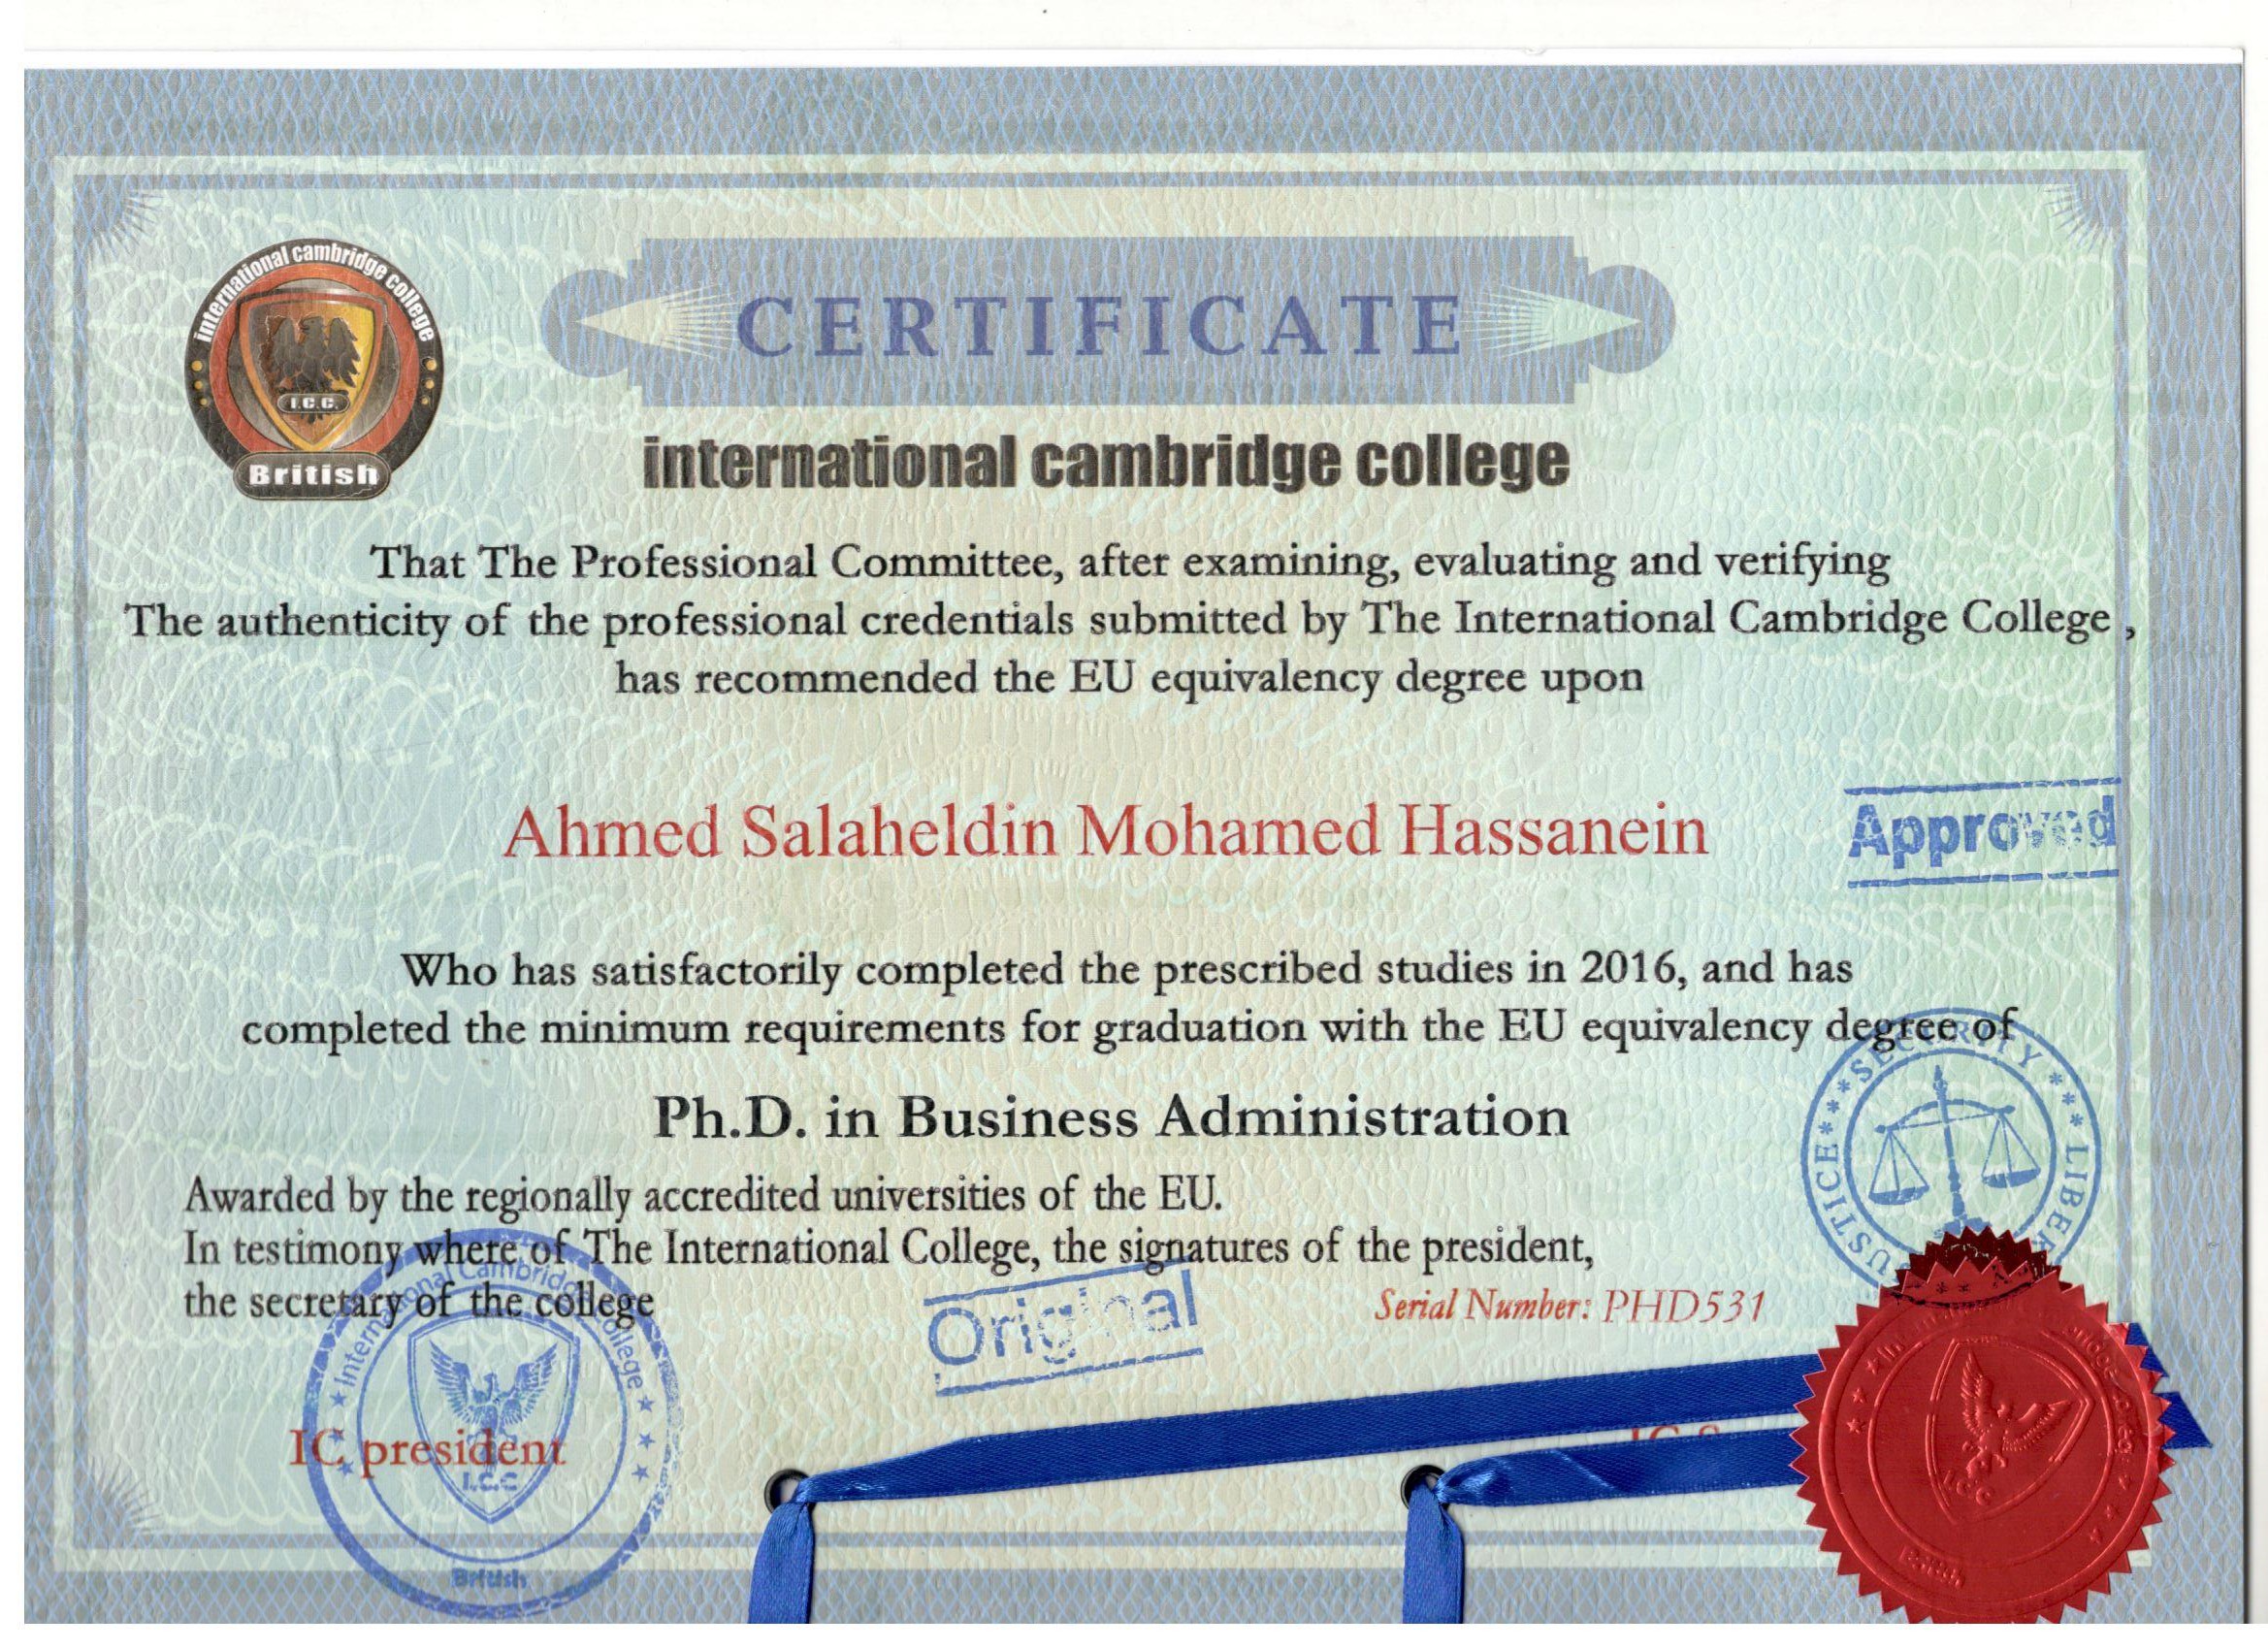 international cambridge college
I.C.C.
British
CERTIFICATE
international cambridge college
That The Professional Committee, after examining, evaluating and verifying
The authenticity of the professional credentials submitted by The International Cambridge College ,
has recommended the EU equivalency degree upon
Ahmed Salaheldin Mohamed Hassanein
Approved
Who has satisfactorily completed the prescribed studies in 2016, and has
completed the minimum requirements for graduation with the EU equivalency degree of
Ph.D. in Business Administration
Awarded by the regionally accredited universities of the EU.
In testimony where of The International College, the signatures of the president,
the secretary of the college
SECURITY
Original
Serial Number: PHD531
International Cambridge College
IC president
I.C.C
British
I.C.C
British